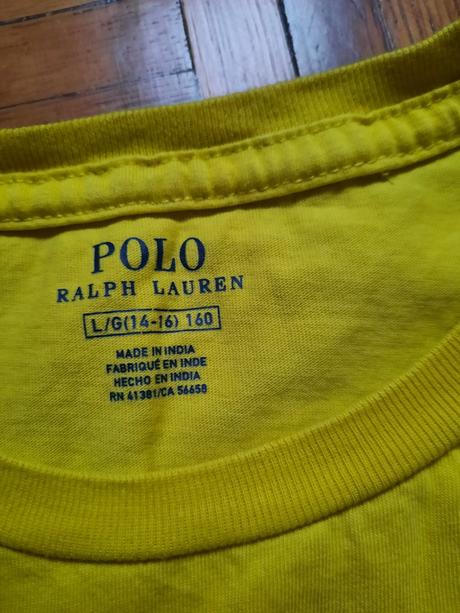 POLO
RALPH LAUREN
L/G(14-16) 160
MADE IN INDIA
FABRIQUÉ EN INDE
HECHO EN INDIA
RN 41381/CA 56658